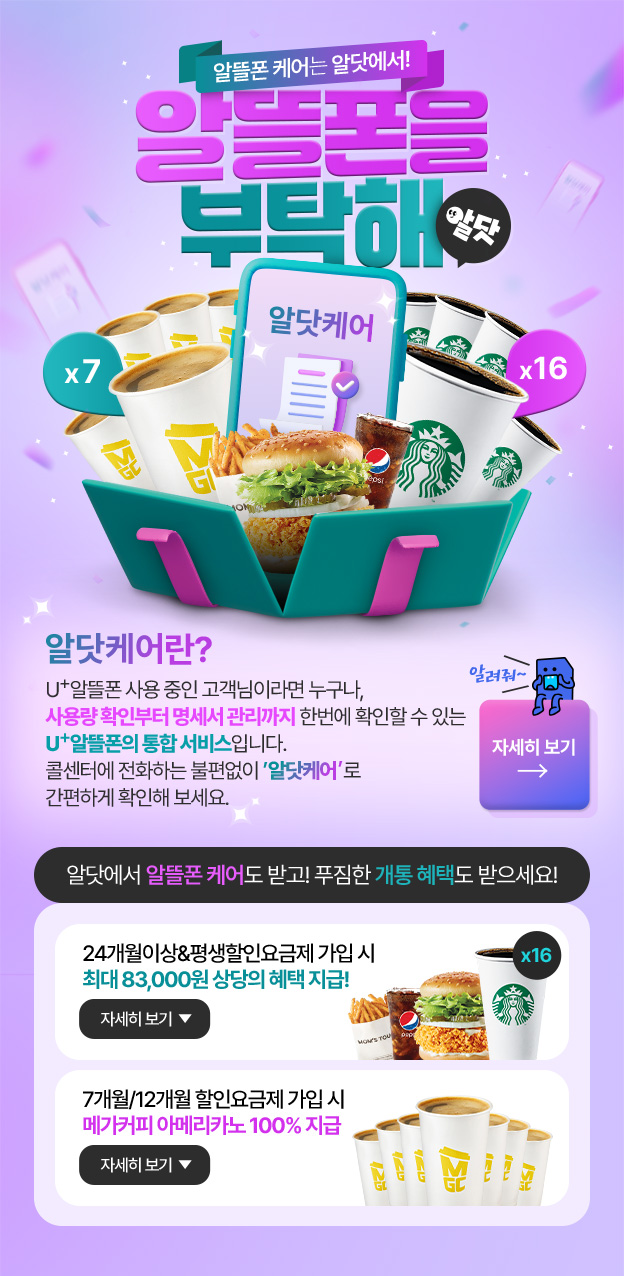 알뜰폰 케어는 알닷에서!
알뜰폰을
부탁해
알닷
알닷케어
x7
x16
M
GC
pepsi
MOM
알닷케어란?
U⁺알뜰폰 사용 중인 고객님이라면 누구나,
사용량 확인부터 명세서 관리까지 한번에 확인할 수 있는
U⁺알뜰폰의 통합 서비스입니다.
콜센터에 전화하는 불편없이 '알닷케어'로
간편하게 확인해 보세요.
알려줘~
자세히 보기
알닷에서 알뜰폰 케어도 받고! 푸짐한 개통 혜택도 받으세요!
24개월이상&평생할인요금제 가입 시
최대 83,000원 상당의 혜택 지급!
자세히 보기 ▼
x16
MOM'S TOU
pepsi
7개월/12개월 할인요금제 가입 시
메가커피 아메리카노 100% 지급
자세히 보기 ▼
M
GC